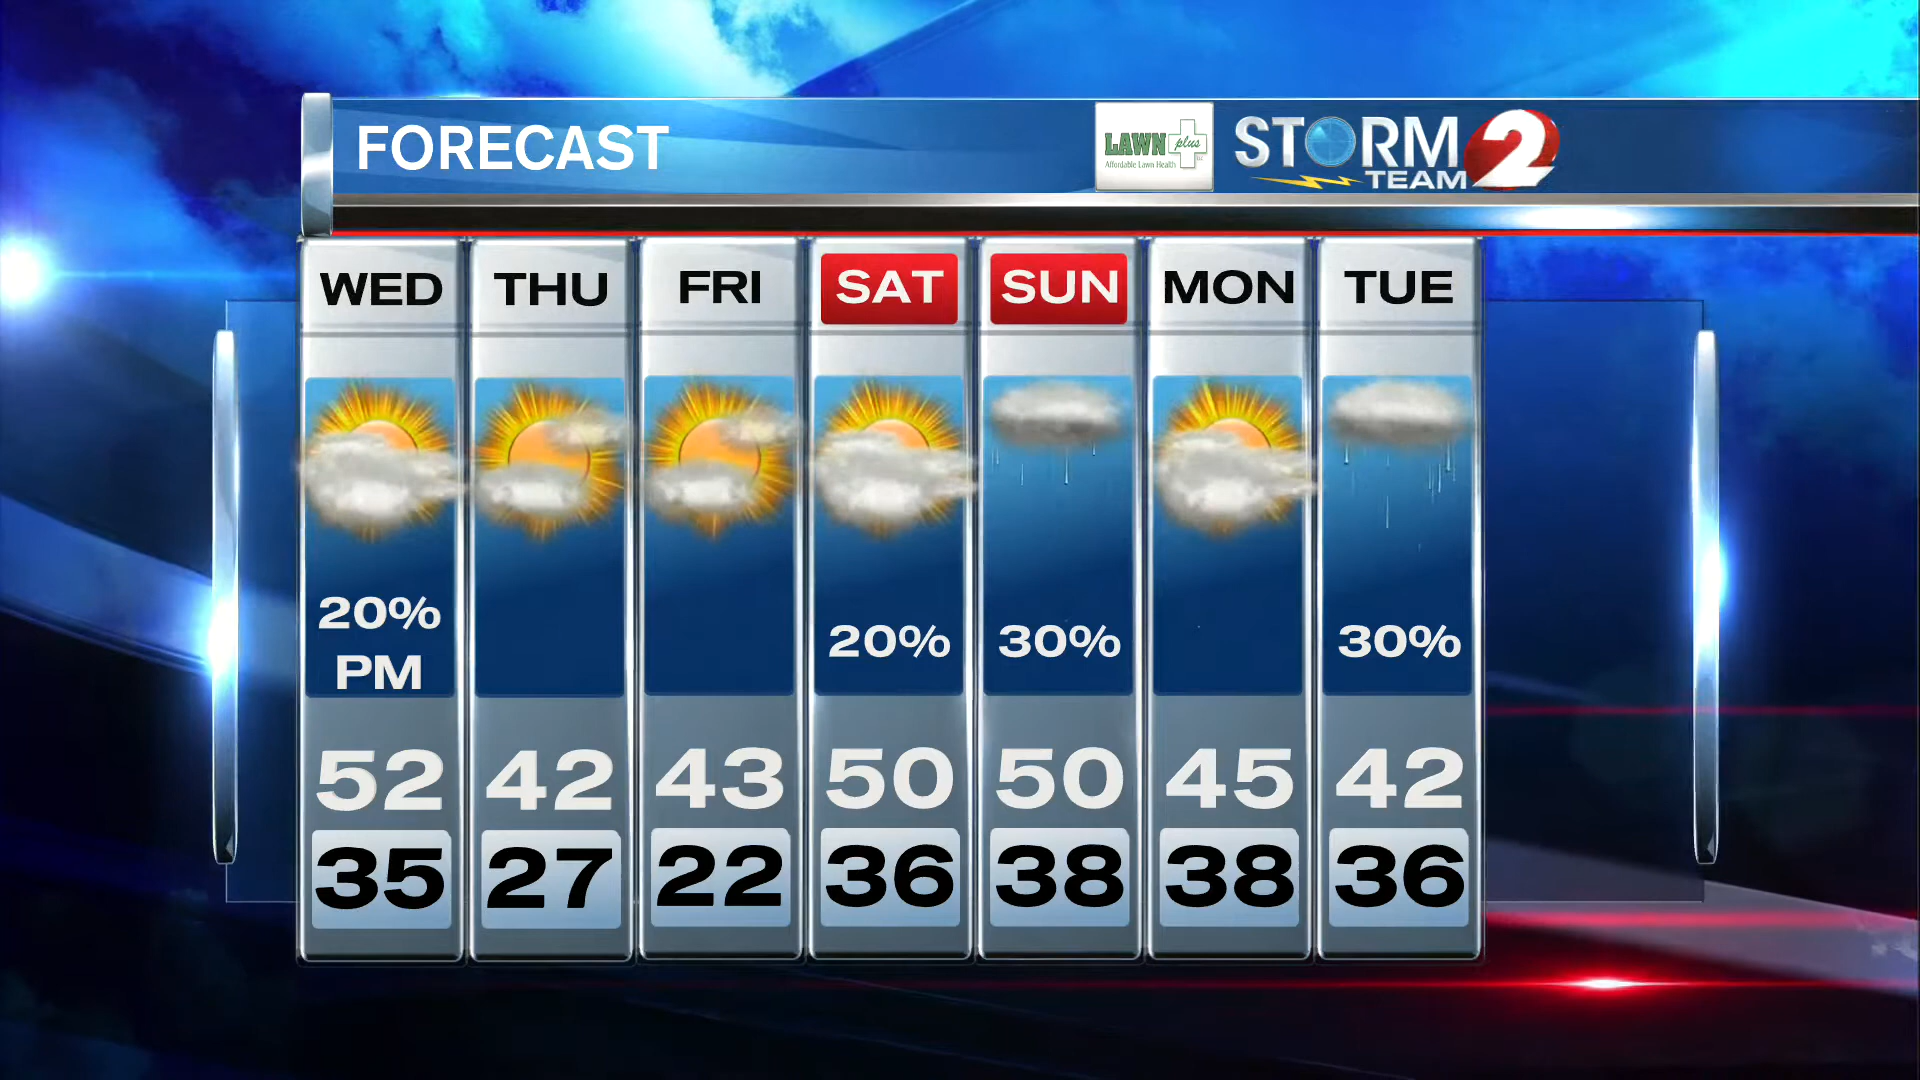 FORECAST
LAWN plus
Affordable Lawn Health
STORM
TEAM 2
WED THU FRI SAT SUN MON TUE
20% PM 20% 30% 30%
52 42 43 50 50 45 42
35 27 22 36 38 38 36